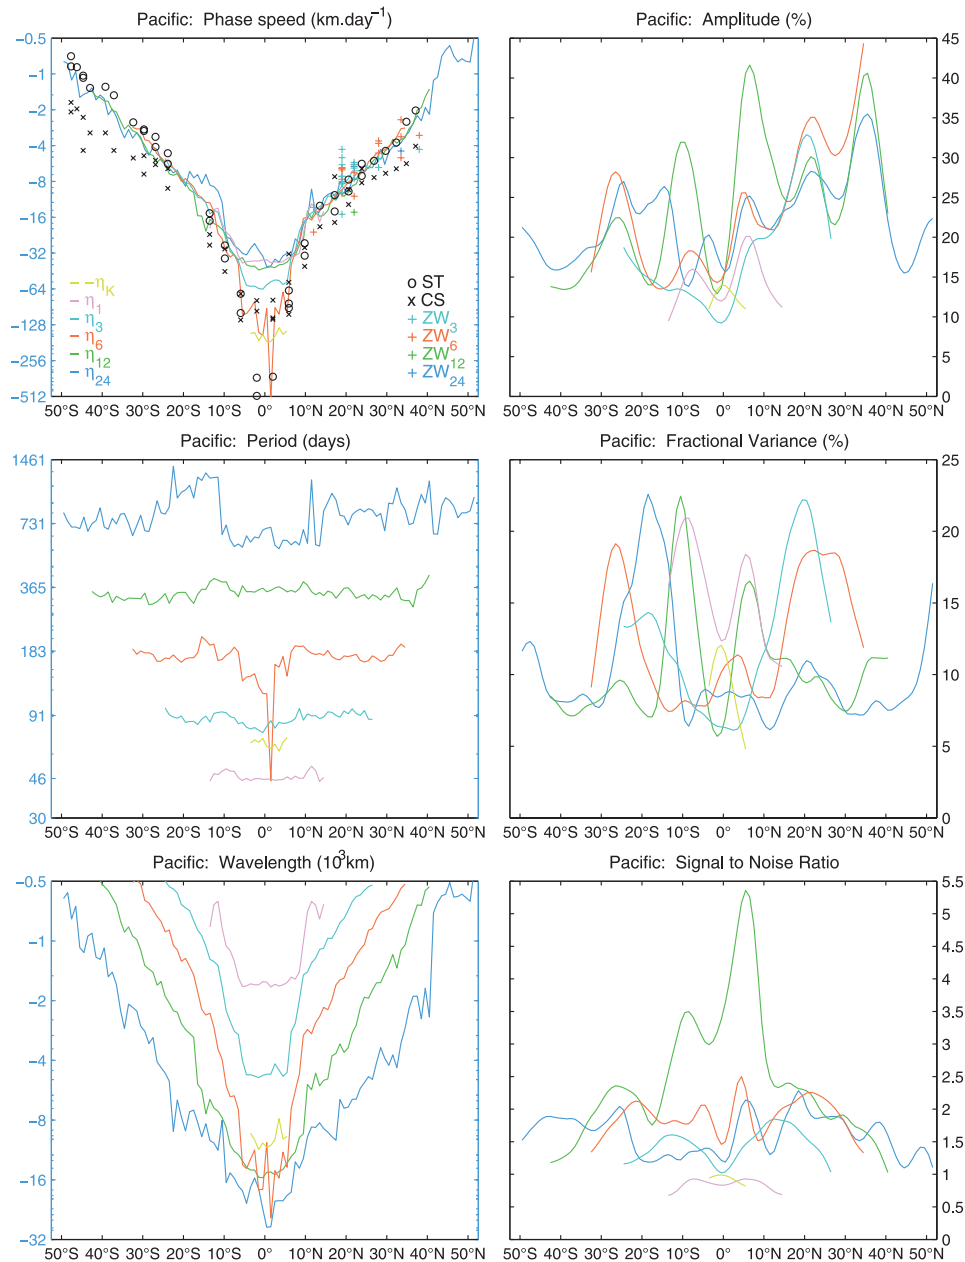 Pacific: Phase speed (km.day⁻¹)
−0.5
−1
−2
−4
−8
−16
−32
−64
−128
−256
−512
−−η_K
−η_1
−η_3
−η_6
−η_12
−η_24
o ST
x CS
+ ZW_3
+ ZW_6
+ ZW_12
+ ZW_24
50°S 40°S 30°S 20°S 10°S 0° 10°N 20°N 30°N 40°N 50°N
Pacific: Amplitude (%)
45
40
35
30
25
20
15
10
5
0
50°S 40°S 30°S 20°S 10°S 0° 10°N 20°N 30°N 40°N 50°N
Pacific: Period (days)
1461
731
365
183
91
46
30
50°S 40°S 30°S 20°S 10°S 0° 10°N 20°N 30°N 40°N 50°N
Pacific: Fractional Variance (%)
25
20
15
10
5
0
50°S 40°S 30°S 20°S 10°S 0° 10°N 20°N 30°N 40°N 50°N
Pacific: Wavelength (10³km)
−0.5
−1
−2
−4
−8
−16
−32
50°S 40°S 30°S 20°S 10°S 0° 10°N 20°N 30°N 40°N 50°N
Pacific: Signal to Noise Ratio
5.5
5
4.5
4
3.5
3
2.5
2
1.5
1
0.5
0
50°S 40°S 30°S 20°S 10°S 0° 10°N 20°N 30°N 40°N 50°N